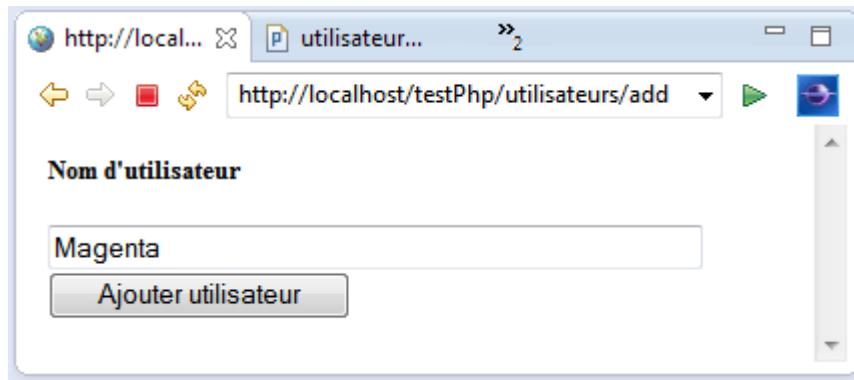 http://local... utilisateur... »2
http://localhost/testPhp/utilisateurs/add
Nom d'utilisateur
Magenta
Ajouter utilisateur